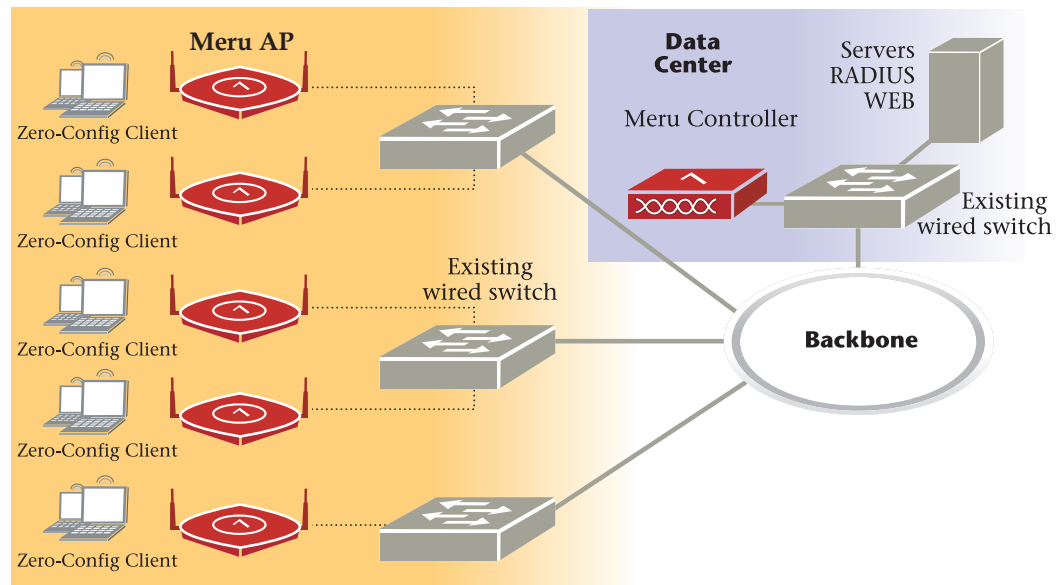 Meru AP
Zero-Config Client
Zero-Config Client
Existing
wired switch
Zero-Config Client
Zero-Config Client
Zero-Config Client
Data
Center
Servers
RADIUS
WEB
Meru Controller
Existing
wired switch
Backbone